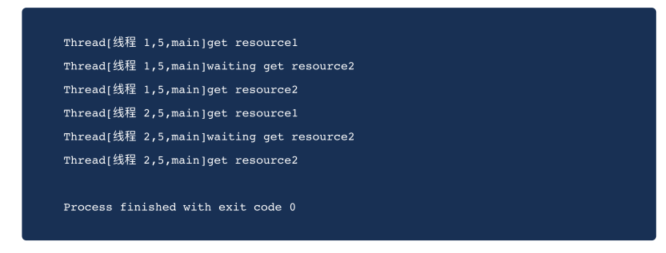 Thread[线程 1,5,main]get resource1
Thread[线程 1,5,main]waiting get resource2
Thread[线程 1,5,main]get resource2
Thread[线程 2,5,main]get resource1
Thread[线程 2,5,main]waiting get resource2
Thread[线程 2,5,main]get resource2
Process finished with exit code 0